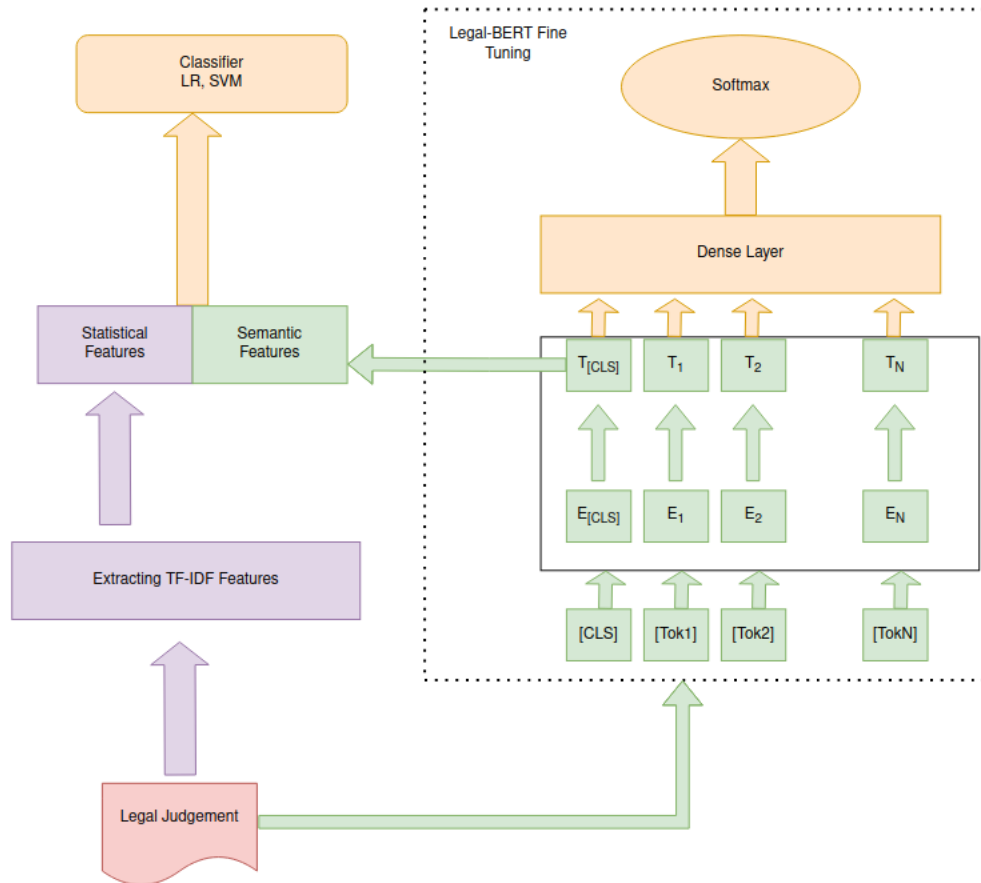 Legal-BERT Fine
Tuning
Classifier
LR, SVM
Softmax
Dense Layer
Statistical
Features
Semantic
Features
T[CLS]
T1
T2
TN
E[CLS]
E1
E2
EN
Extracting TF-IDF Features
[CLS]
[Tok1]
[Tok2]
[TokN]
Legal Judgement